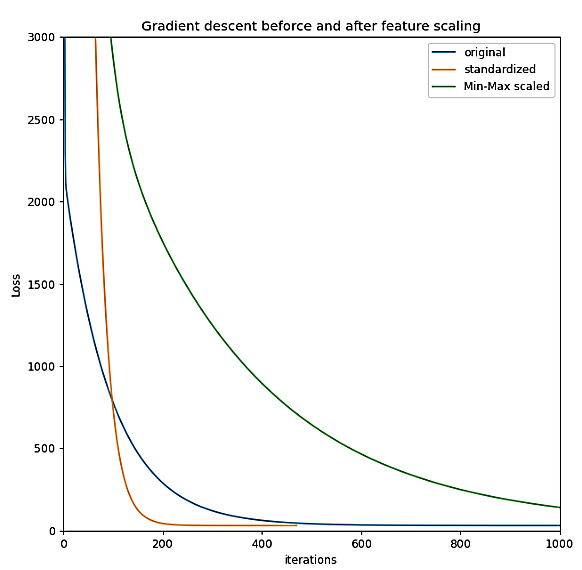 Gradient descent beforce and after feature scaling
original
standardized
Min-Max scaled
3000
2500
2000
1500
1000
500
0
Loss
0 200 400 600 800 1000
iterations